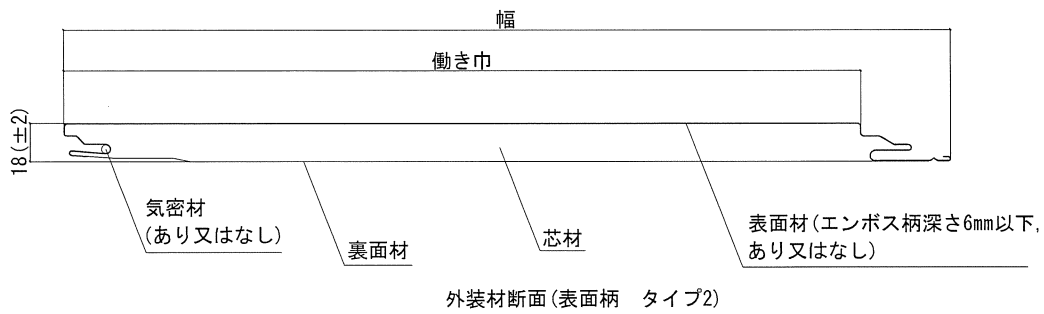 幅
働き巾
18(±2)
気密材
(あり又はなし)
裏面材
芯材
表面材(エンボス柄深さ6mm以下,
あり又はなし)
外装材断面(表面柄　タイプ2)